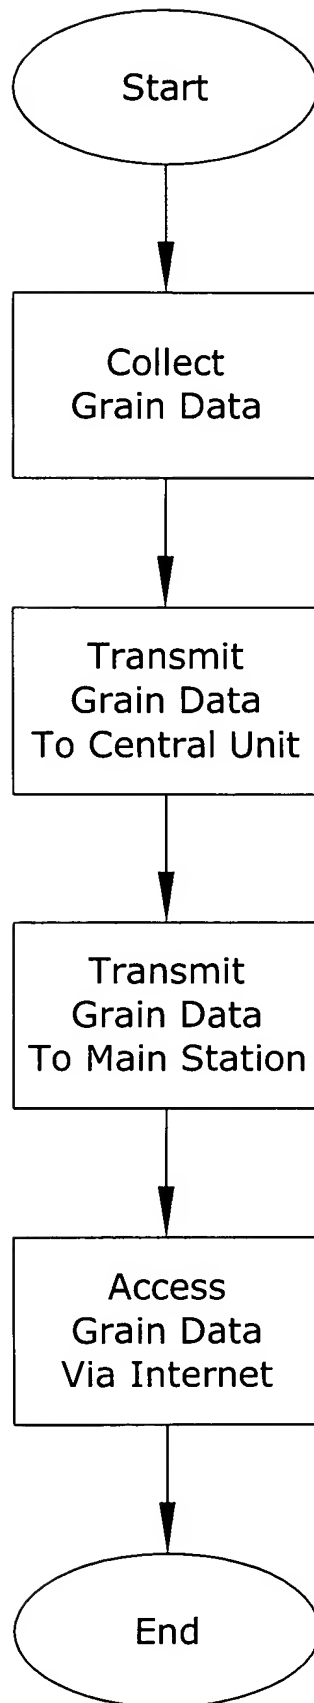 Start
Collect
Grain Data
Transmit
Grain Data
To Central Unit
Transmit
Grain Data
To Main Station
Access
Grain Data
Via Internet
End